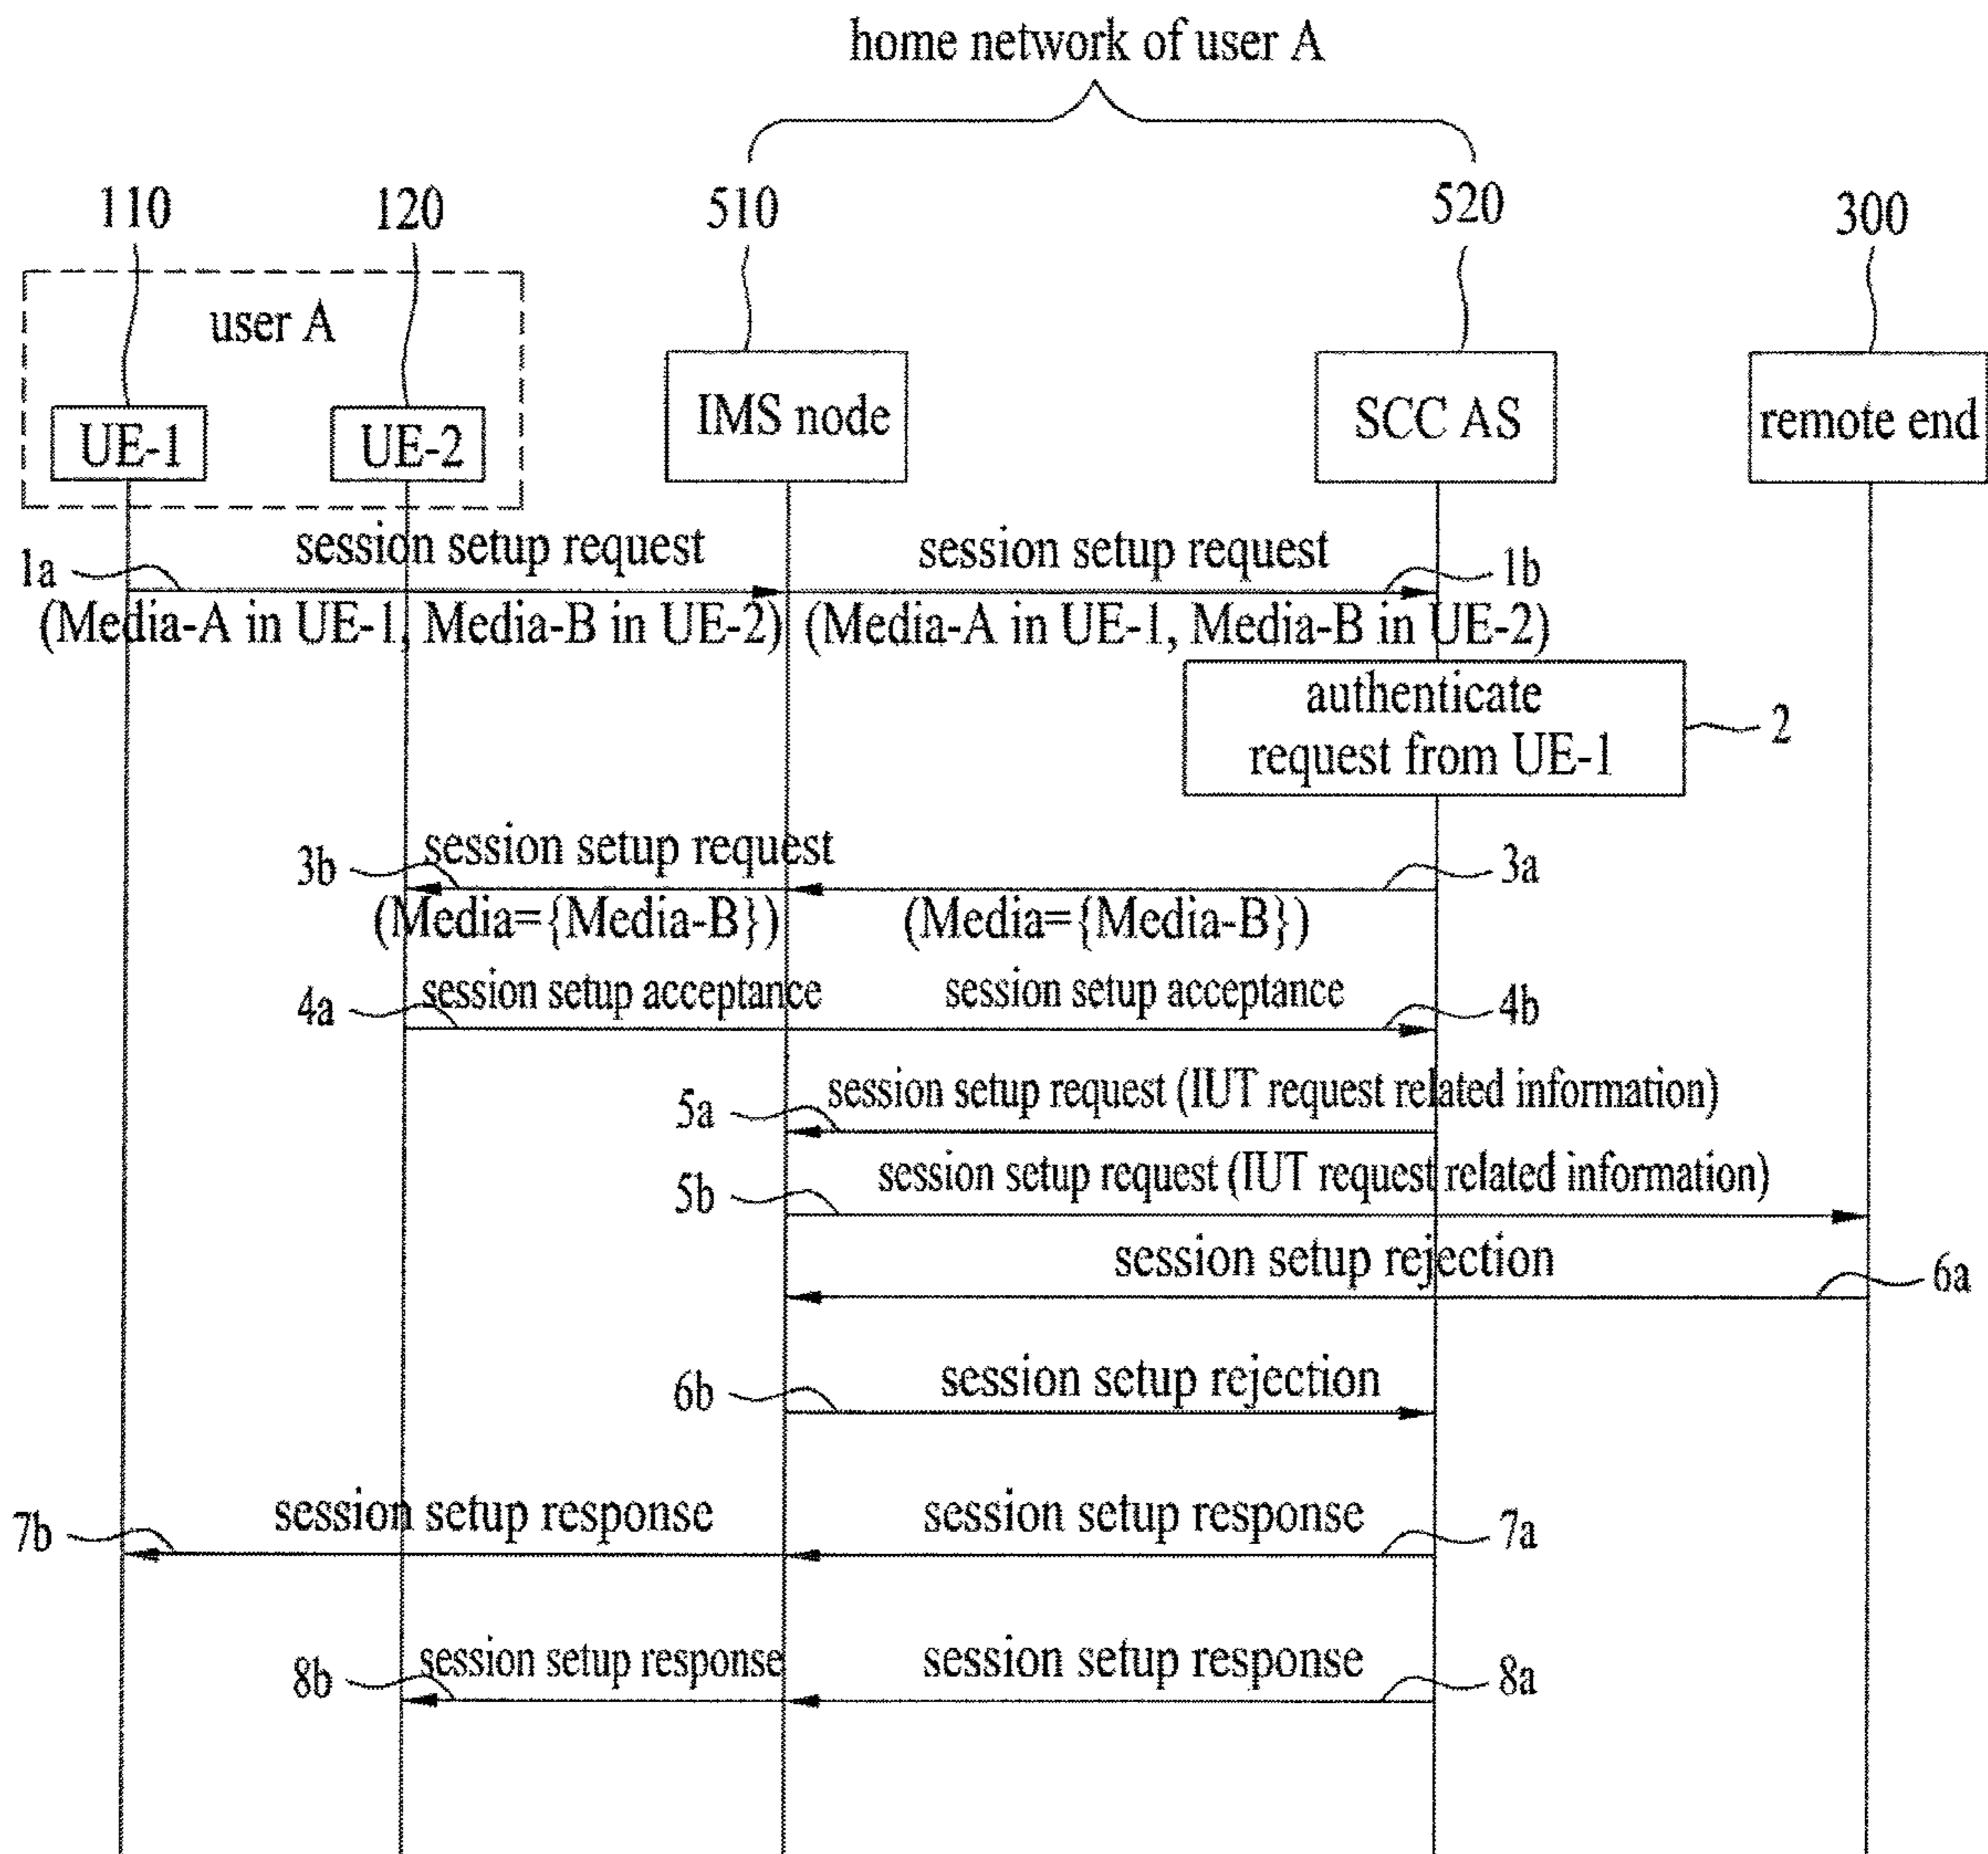 home network of user A
110
120
510
520
300
user A
UE-1
UE-2
IMS node
SCC AS
remote end
1a
session setup request
session setup request
1b
(Media-A in UE-1, Media-B in UE-2)
(Media-A in UE-1, Media-B in UE-2)
authenticate
request from UE-1
2
3b
session setup request
3a
(Media={Media-B})
(Media={Media-B})
4a
session setup acceptance
session setup acceptance
4b
5a
session setup request (IUT request related information)
5b
session setup request (IUT request related information)
session setup rejection
6a
6b
session setup rejection
7b
session setup response
session setup response
7a
8b
session setup response
session setup response
8a